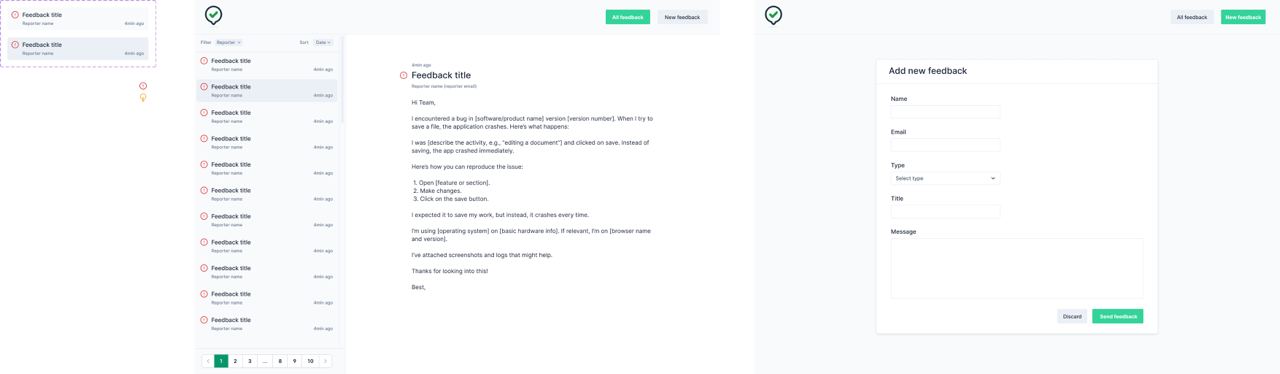 Feedback title
Reporter name 4min ago
Feedback title
Reporter name 4min ago
All feedback New feedback
Filter Reporter Sort Date
Feedback title
Reporter name 4min ago
Feedback title
Reporter name 4min ago
Feedback title
Reporter name 4min ago
Feedback title
Reporter name 4min ago
Feedback title
Reporter name 4min ago
Feedback title
Reporter name 4min ago
Feedback title
Reporter name 4min ago
Feedback title
Reporter name 4min ago
Feedback title
Reporter name 4min ago
Feedback title
Reporter name 4min ago
Feedback title
Reporter name 4min ago
1 2 3 ... 8 9 10
4min ago
Feedback title
Reporter name (reporter email)
Hi Team,
I encountered a bug in [software/product name] version [version number]. When I try to
save a file, the application crashes. Here's what happens:
I was [describe the activity, e.g., "editing a document"] and clicked on save. Instead of
saving, the app crashed immediately.
Here's how you can reproduce the issue:
1. Open [feature or section].
2. Make changes.
3. Click on the save button.
I expected it to save my work, but instead, it crashes every time.
I'm using [operating system] on [basic hardware info]. If relevant, I'm on [browser name
and version].
I've attached screenshots and logs that might help.
Thanks for looking into this!
Best,
All feedback New feedback
Add new feedback
Name
Email
Type
Select type
Title
Message
Discard Send feedback